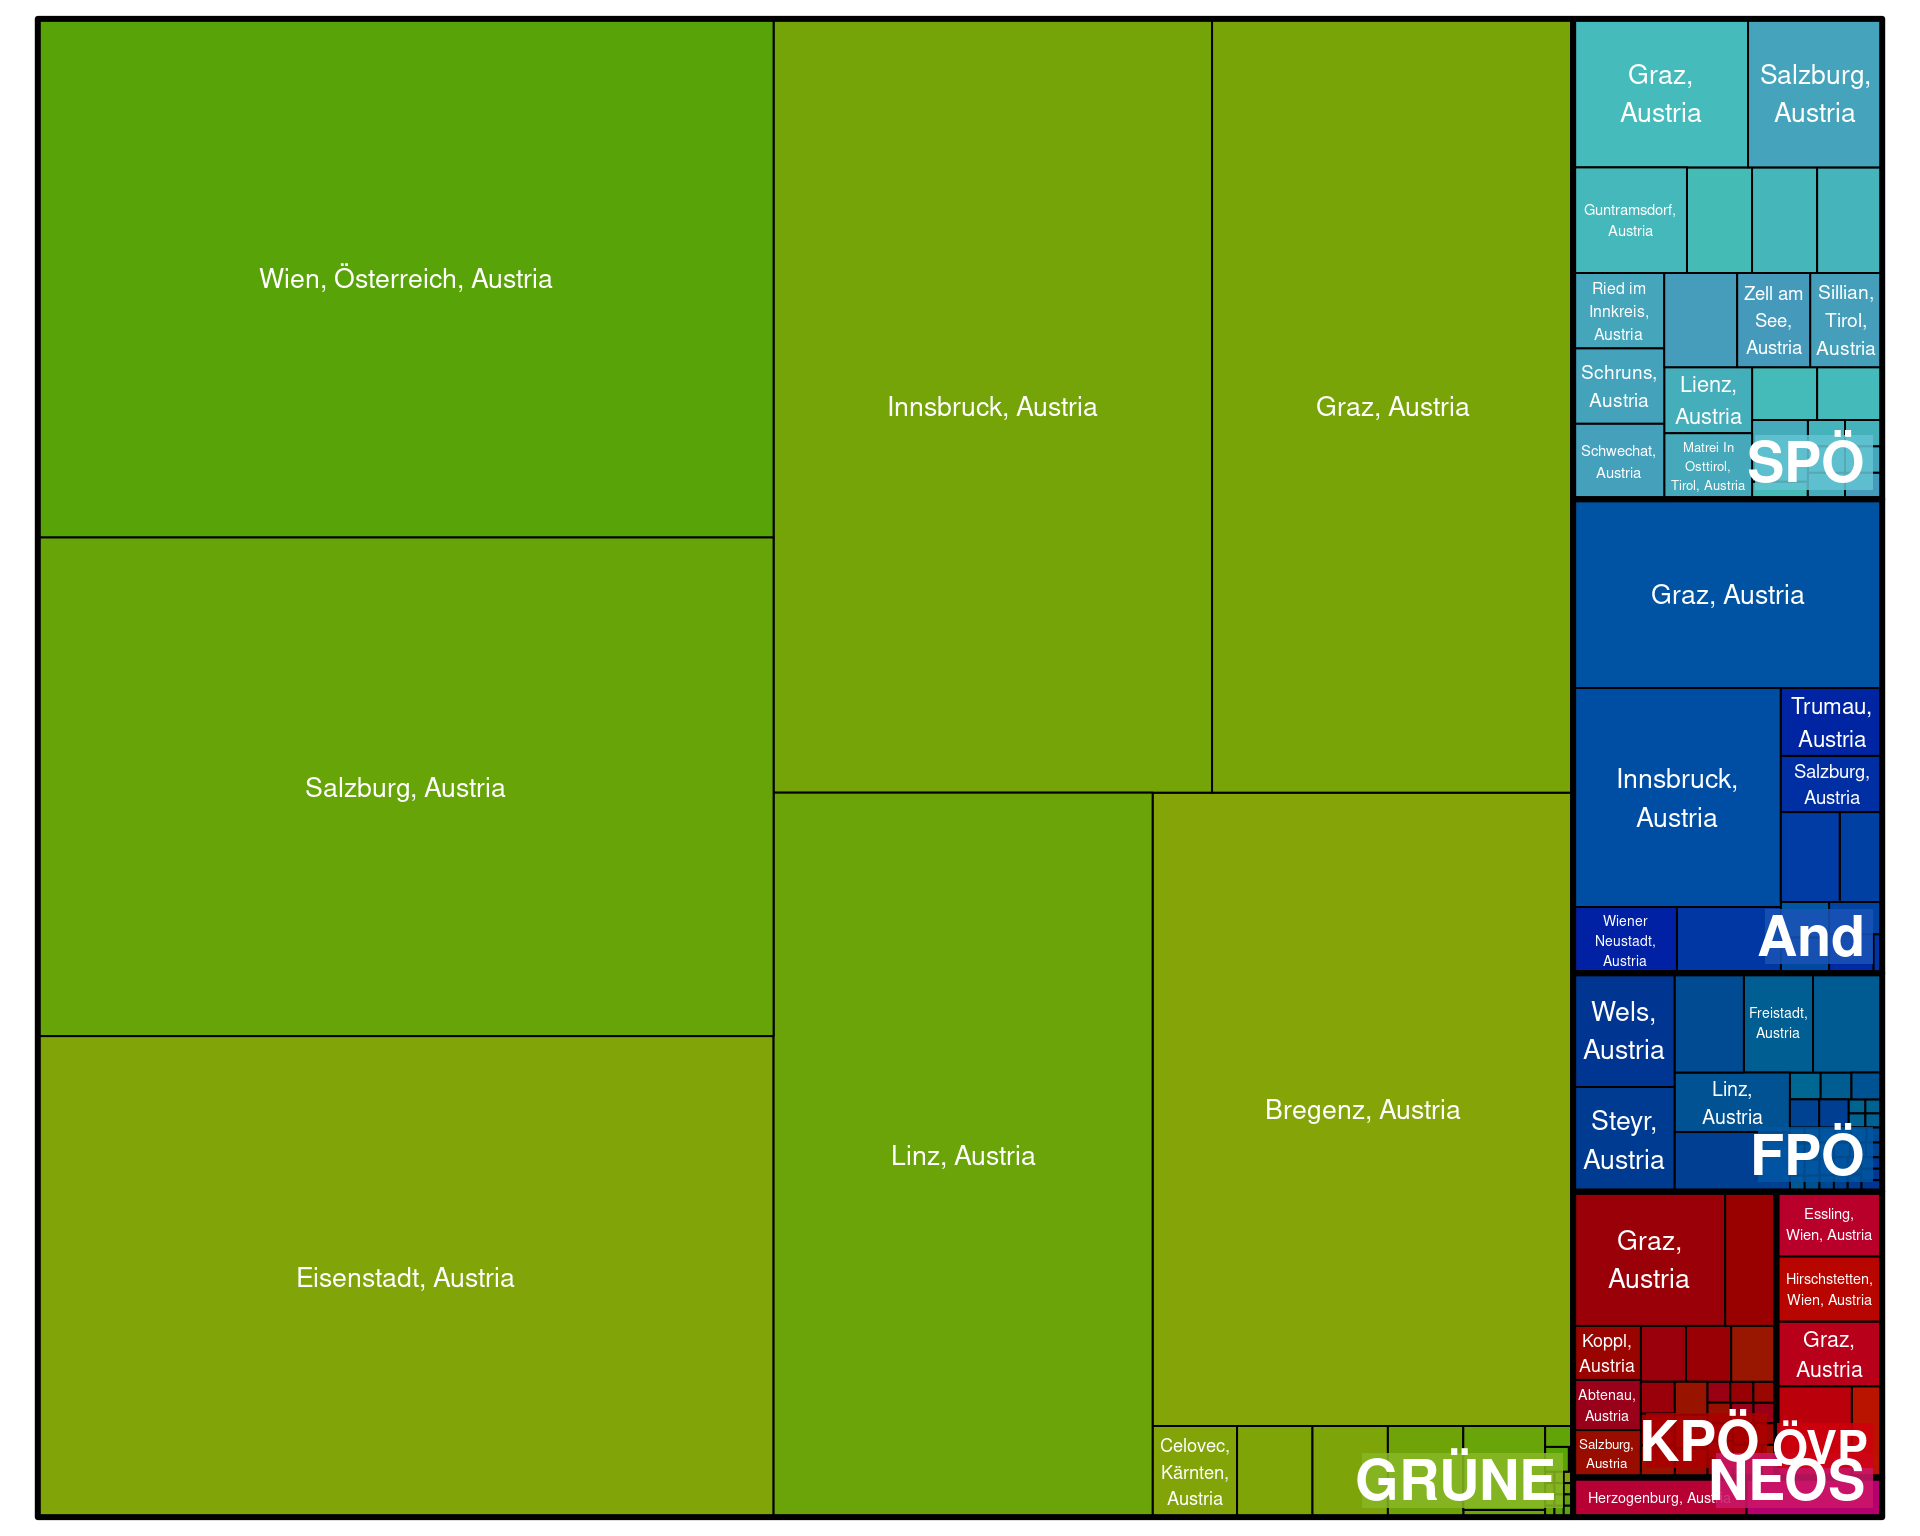 Wien, Österreich, Austria
Salzburg, Austria
Eisenstadt, Austria
Innsbruck, Austria
Graz, Austria
Linz, Austria
Bregenz, Austria
Celovec,
Kärnten,
Austria
GRÜNE
Graz,
Austria
Salzburg,
Austria
Guntramsdorf,
Austria
Ried im
Innkreis,
Austria
Zell am
See,
Austria
Sillian,
Tirol,
Austria
Schruns,
Austria
Lienz,
Austria
Schwechat,
Austria
Matrei In
Osttirol,
Tirol, Austria
SPÖ
Graz, Austria
Innsbruck,
Austria
Trumau,
Austria
Salzburg,
Austria
Wiener
Neustadt,
Austria
And
Wels,
Austria
Freistadt,
Austria
Linz,
Austria
Steyr,
Austria
FPÖ
Graz,
Austria
Koppl,
Austria
Abtenau,
Austria
Salzburg,
Austria
KPÖ
Essling,
Wien, Austria
Hirschstetten,
Wien, Austria
Graz,
Austria
ÖVP
Herzogenburg, Austria
NEOS